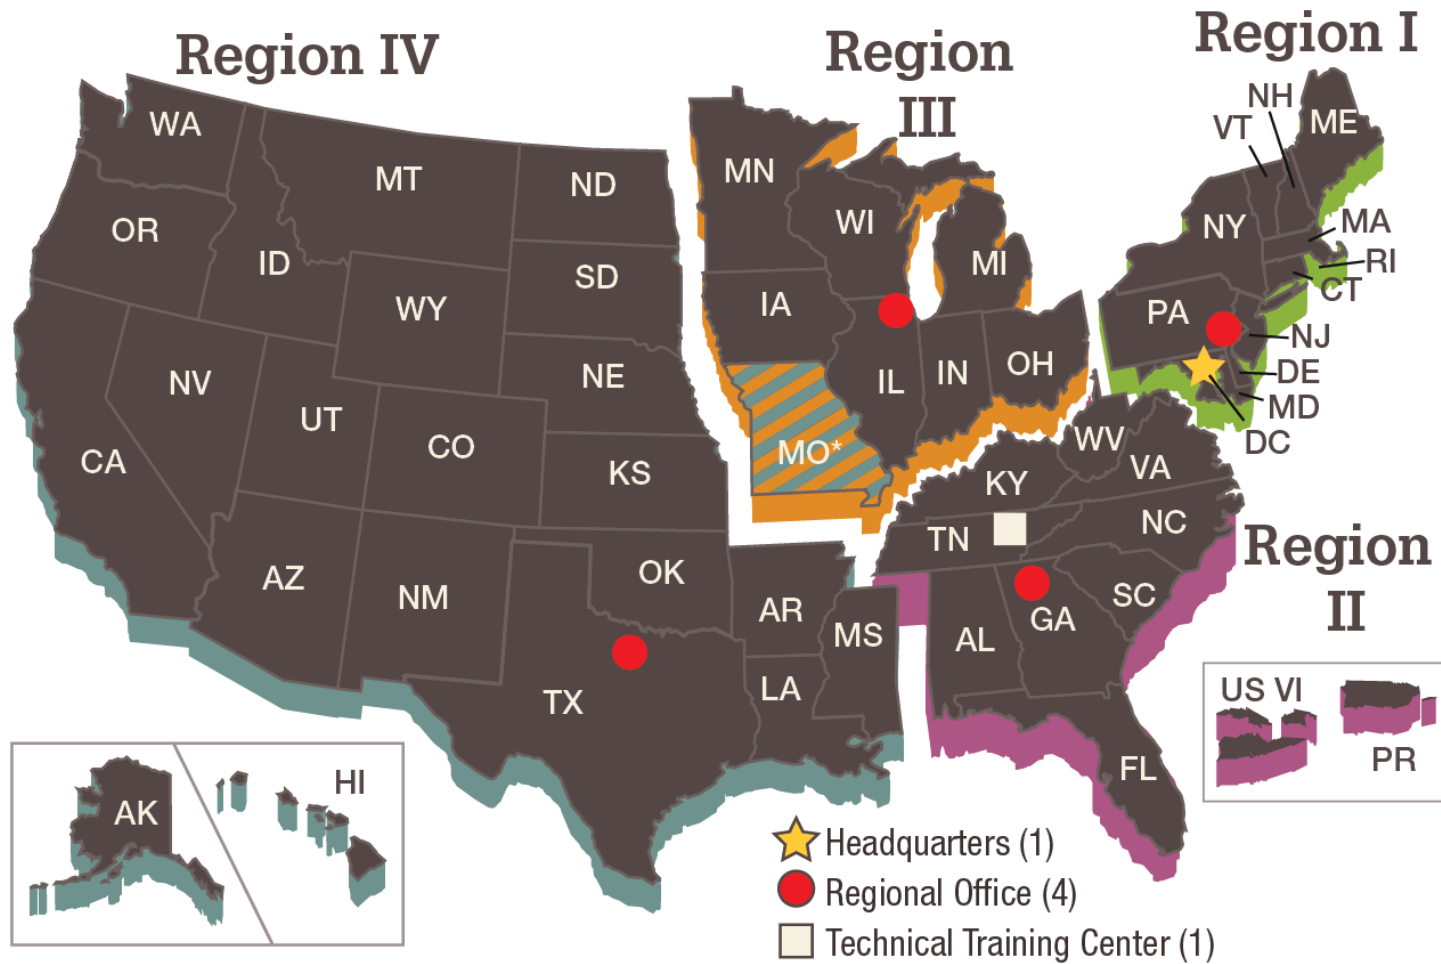 Region IV
Region
III
Region I
WA
OR
MT
ID
ND
SD
WY
NE
NV
UT
CO
KS
CA
AZ
NM
OK
TX
AR
LA
MS
AK
HI
MN
WI
MI
IA
IL
IN
OH
MO*
NH
VT
ME
NY
MA
RI
CT
PA
NJ
DE
MD
DC
WV
VA
KY
TN
NC
SC
GA
AL
FL
Region
II
US VI
PR
Headquarters (1)
Regional Office (4)
Technical Training Center (1)